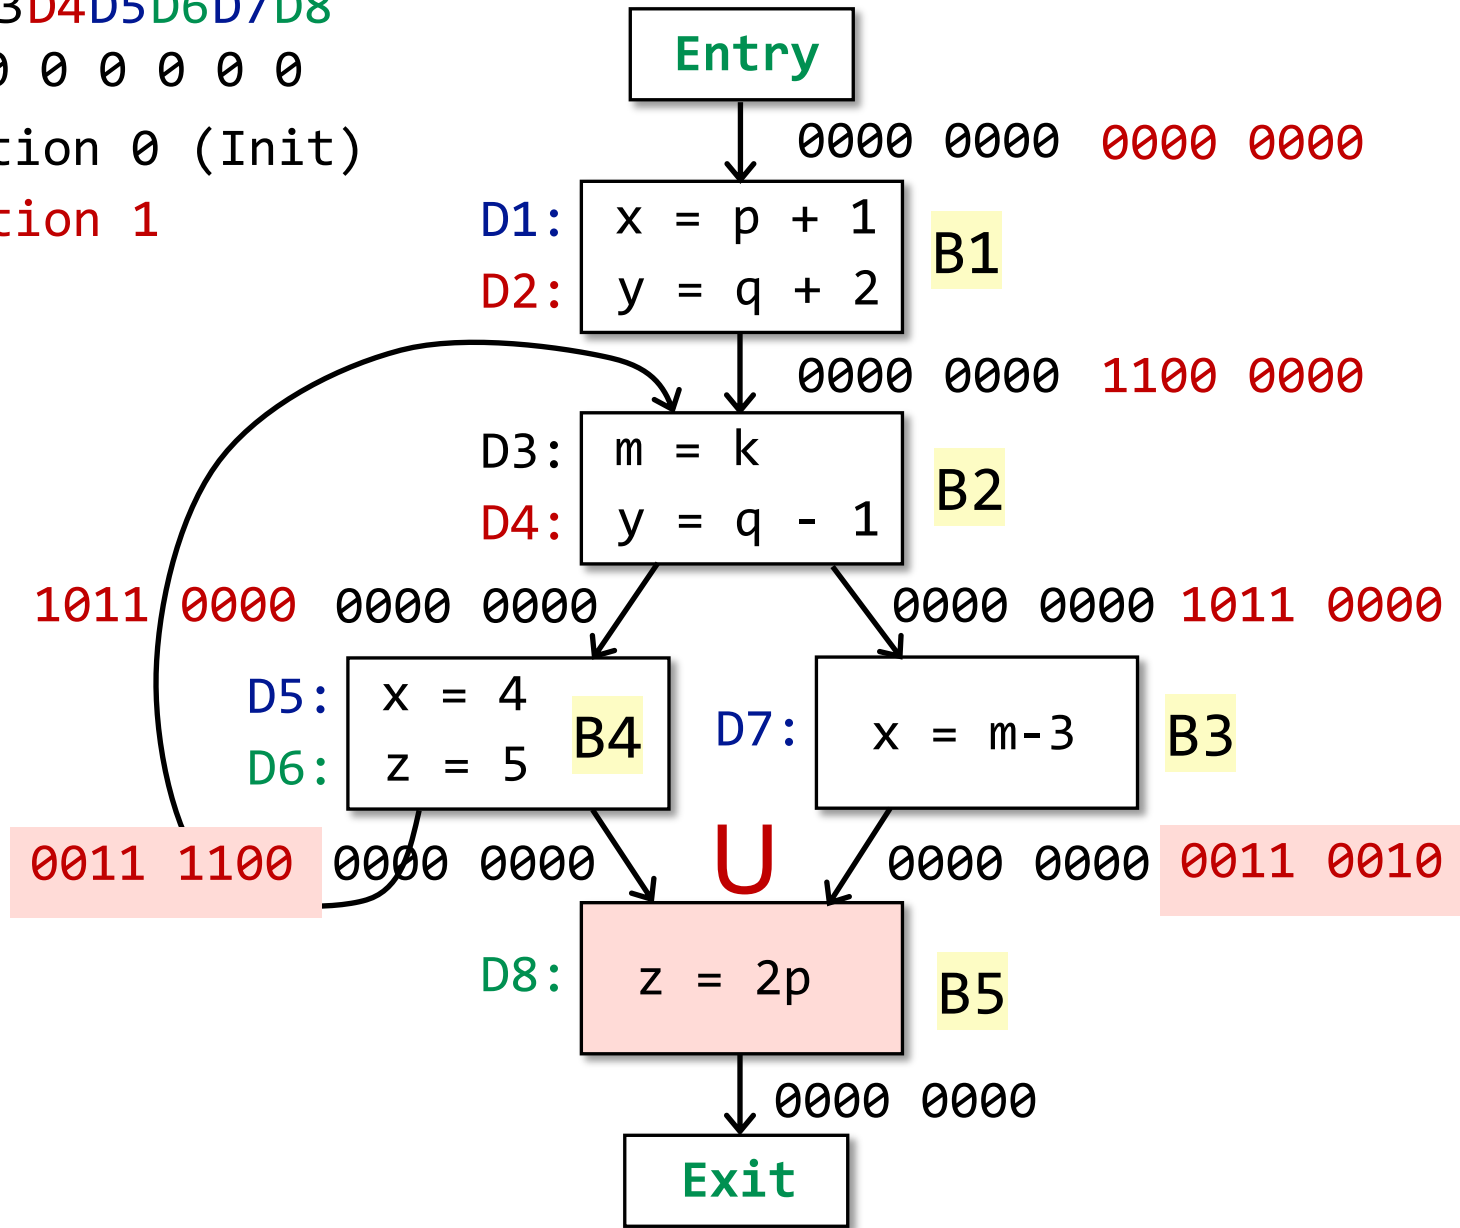 3D4D5D6D7D8
0 0 0 0 0 0
tion 0 (Init)
tion 1
Entry
0000 0000 0000 0000
D1: x = p + 1
D2: y = q + 2
B1
0000 0000 1100 0000
D3: m = k
D4: y = q - 1
B2
1011 0000 0000 0000
0000 0000 1011 0000
D5: x = 4
D6: z = 5
B4
D7: x = m-3
B3
0011 1100 0000 0000
U
0000 0000 0011 0010
D8: z = 2p
B5
0000 0000
Exit